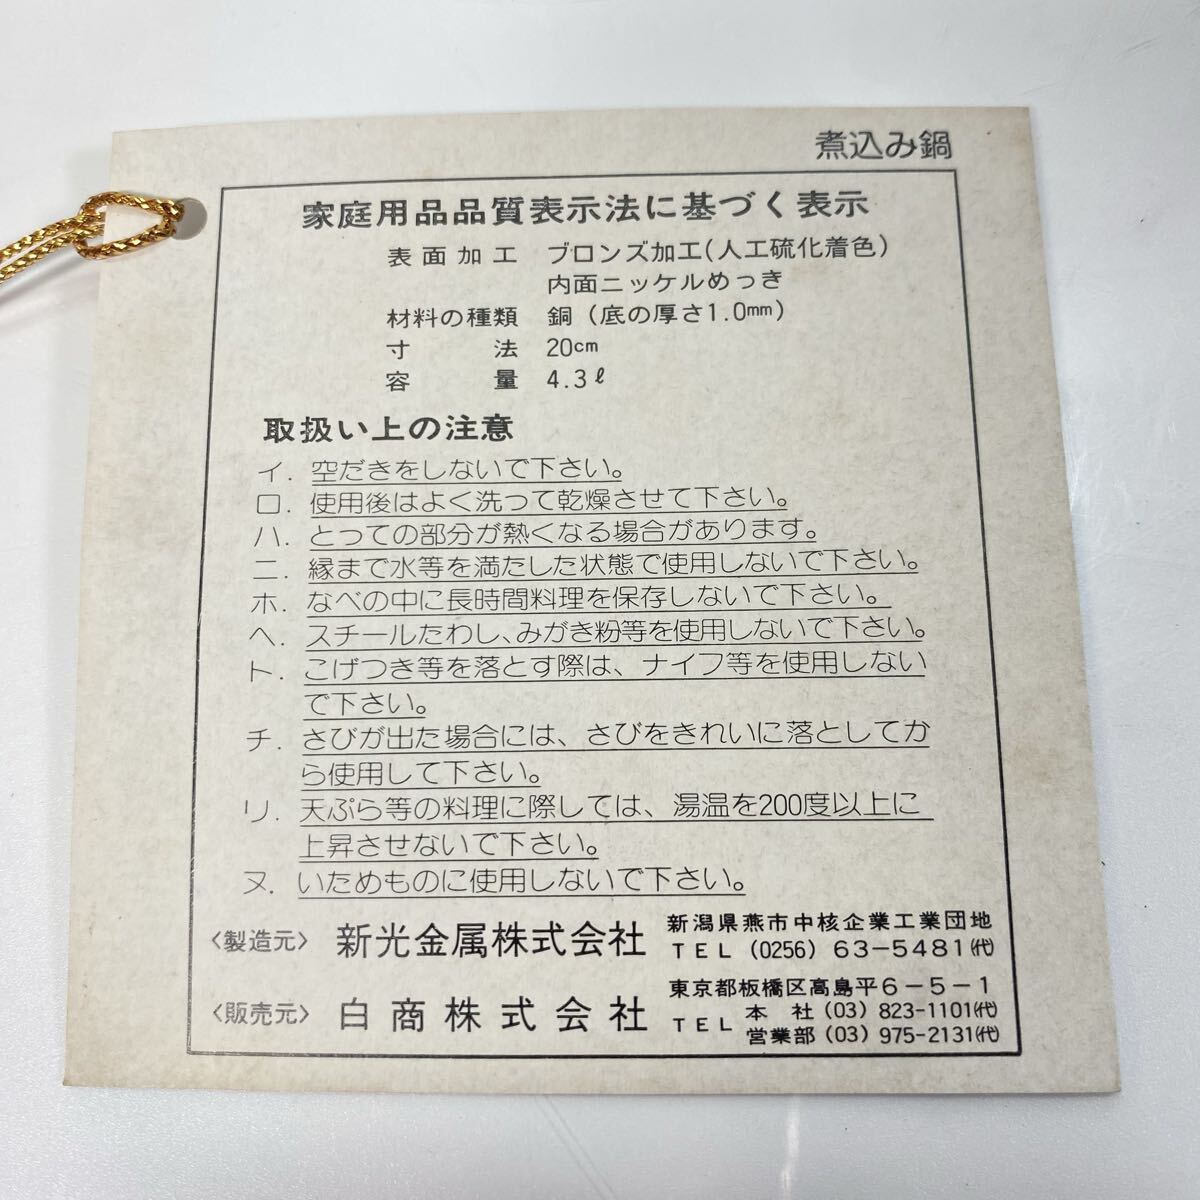 煮込み鍋
家庭用品品質表示法に基づく表示
表面加工 ブロンズ加工(人工硫化着色)
内面ニッケルめっき
材料の種類 銅(底の厚さ1.0mm)
寸法 20cm
容量 4.3ℓ
取扱い上の注意
イ. 空だきをしないで下さい。
ロ. 使用後はよく洗って乾燥させて下さい。
ハ. とっての部分が熱くなる場合があります。
ニ. 縁まで水等を満たした状態で使用しないで下さい。
ホ. なべの中に長時間料理を保存しないで下さい。
ヘ. スチールたわし、みがき粉等を使用しないで下さい。
ト. こげつき等を落とす際は、ナイフ等を使用しない
で下さい。
チ. さびが出た場合には、さびをきれいに落としてか
ら使用して下さい。
リ. 天ぷら等の料理に際しては、湯温を200度以上に
上昇させないで下さい。
ヌ. いためものに使用しないで下さい。
〈製造元〉 新光金属株式会社 新潟県燕市中核企業工業団地
TEL (0256) 63-5481(代)
〈販売元〉 白商株式会社 東京都板橋区高島平6-5-1
TEL 本社 (03) 823-1101(代)
営業部 (03) 975-2131(代)